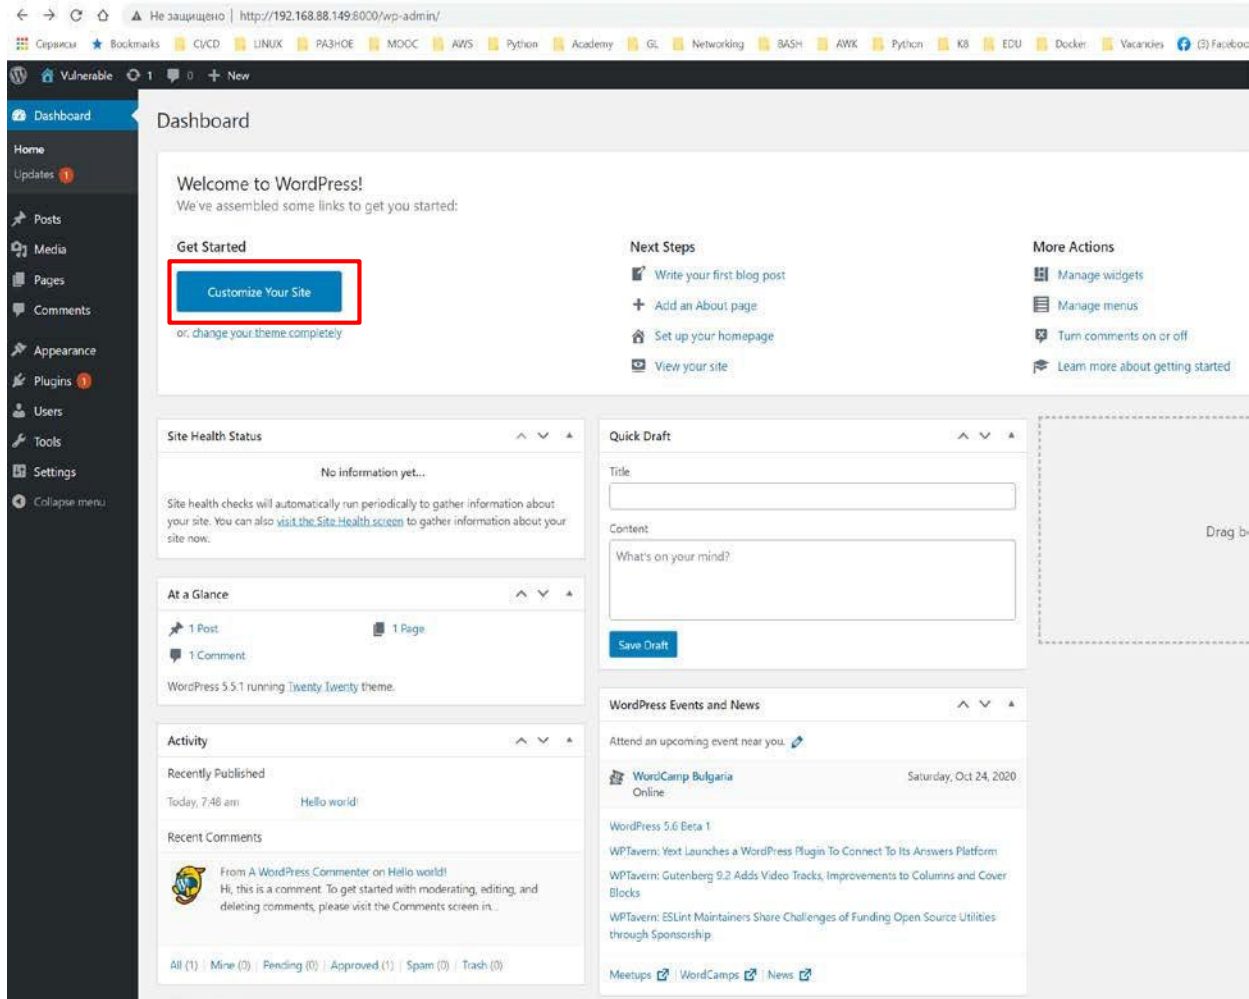 Не защищено | http://192.168.88.149:8000/wp-admin/
Сервисы Bookmarks CI/CD LINUX РАЗНОЕ MOOC AWS Python Academy GL Networking BASH AWK Python K8 EDU Docker Vacancies (3) Faceboo
Vulnerable 1 0 + New
Dashboard
Home
Updates 1
Posts
Media
Pages
Comments
Appearance
Plugins 1
Users
Tools
Settings
Collapse menu
Dashboard
Welcome to WordPress!
We've assembled some links to get you started:
Get Started
Customize Your Site
or, change your theme completely
Next Steps
Write your first blog post
Add an About page
Set up your homepage
View your site
More Actions
Manage widgets
Manage menus
Turn comments on or off
Learn more about getting started
Site Health Status
No information yet...
Site health checks will automatically run periodically to gather information about
your site. You can also visit the Site Health screen to gather information about your
site now.
At a Glance
1 Post 1 Page
1 Comment
WordPress 5.5.1 running Twenty Twenty theme.
Activity
Recently Published
Today, 7:48 am Hello world!
Recent Comments
From A WordPress Commenter on Hello world!
Hi, this is a comment. To get started with moderating, editing, and
deleting comments, please visit the Comments screen in...
All (1) | Mine (0) | Pending (0) | Approved (1) | Spam (0) | Trash (0)
Quick Draft
Title
Content
What's on your mind?
Save Draft
WordPress Events and News
Attend an upcoming event near you.
WordCamp Bulgaria Saturday, Oct 24, 2020
Online
WordPress 5.6 Beta 1
WPTavern: Yext Launches a WordPress Plugin To Connect To Its Answers Platform
WPTavern: Gutenberg 9.2 Adds Video Tracks, Improvements to Columns and Cover
Blocks
WPTavern: ESLint Maintainers Share Challenges of Funding Open Source Utilities
through Sponsorship
Meetups | WordCamps | News
Drag b